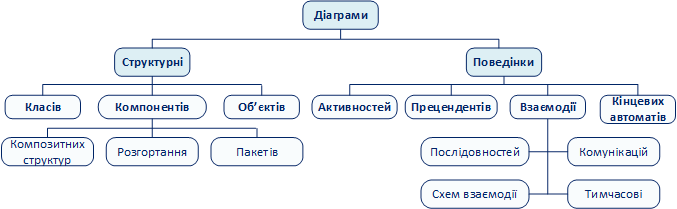 Діаграми
Структурні
Поведінки
Класів
Компонентів
Об'єктів
Активностей
Прецендентів
Взаємодії
Кінцевих
автоматів
Композитних
структур
Розгортання
Пакетів
Послідовностей
Комунікацій
Схем взаємодії
Тимчасові